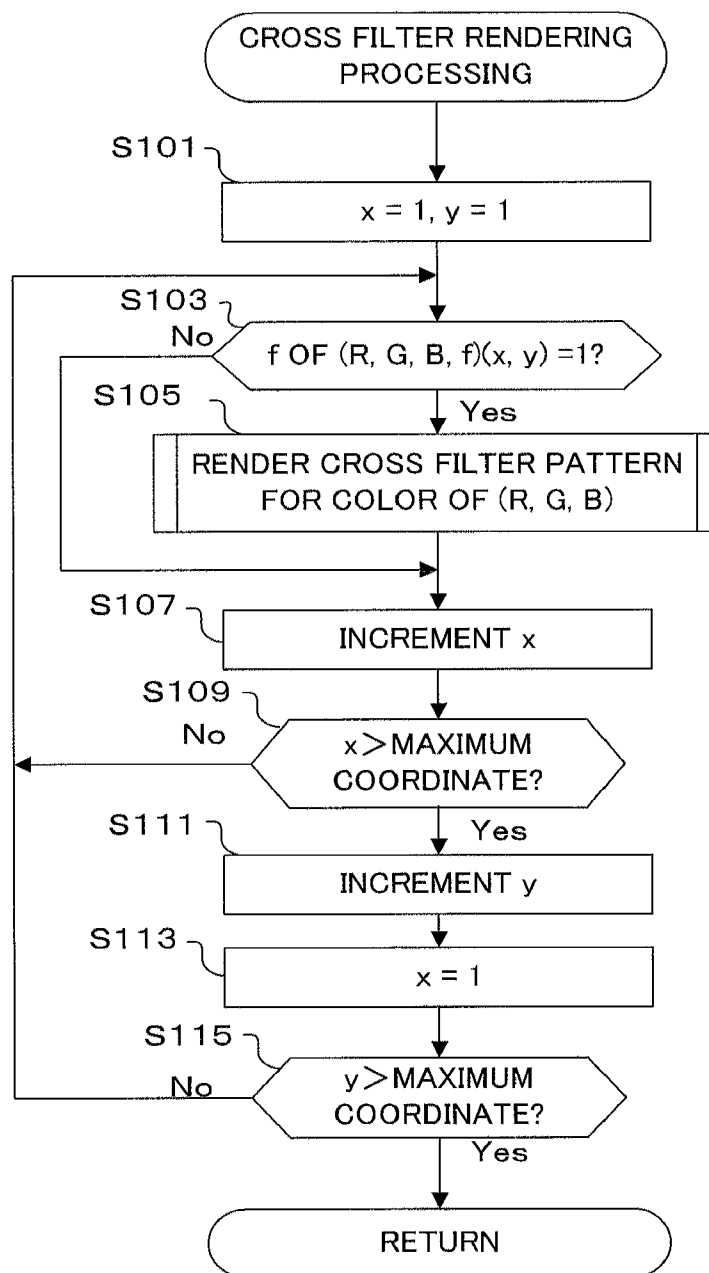 CROSS FILTER RENDERING
PROCESSING
S101
x = 1, y = 1
S103
No
f OF (R, G, B, f)(x, y) =1?
S105
Yes
RENDER CROSS FILTER PATTERN
FOR COLOR OF (R, G, B)
S107
INCREMENT x
S109
No
x>MAXIMUM
COORDINATE?
S111
Yes
INCREMENT y
S113
x = 1
S115
No
y>MAXIMUM
COORDINATE?
Yes
RETURN